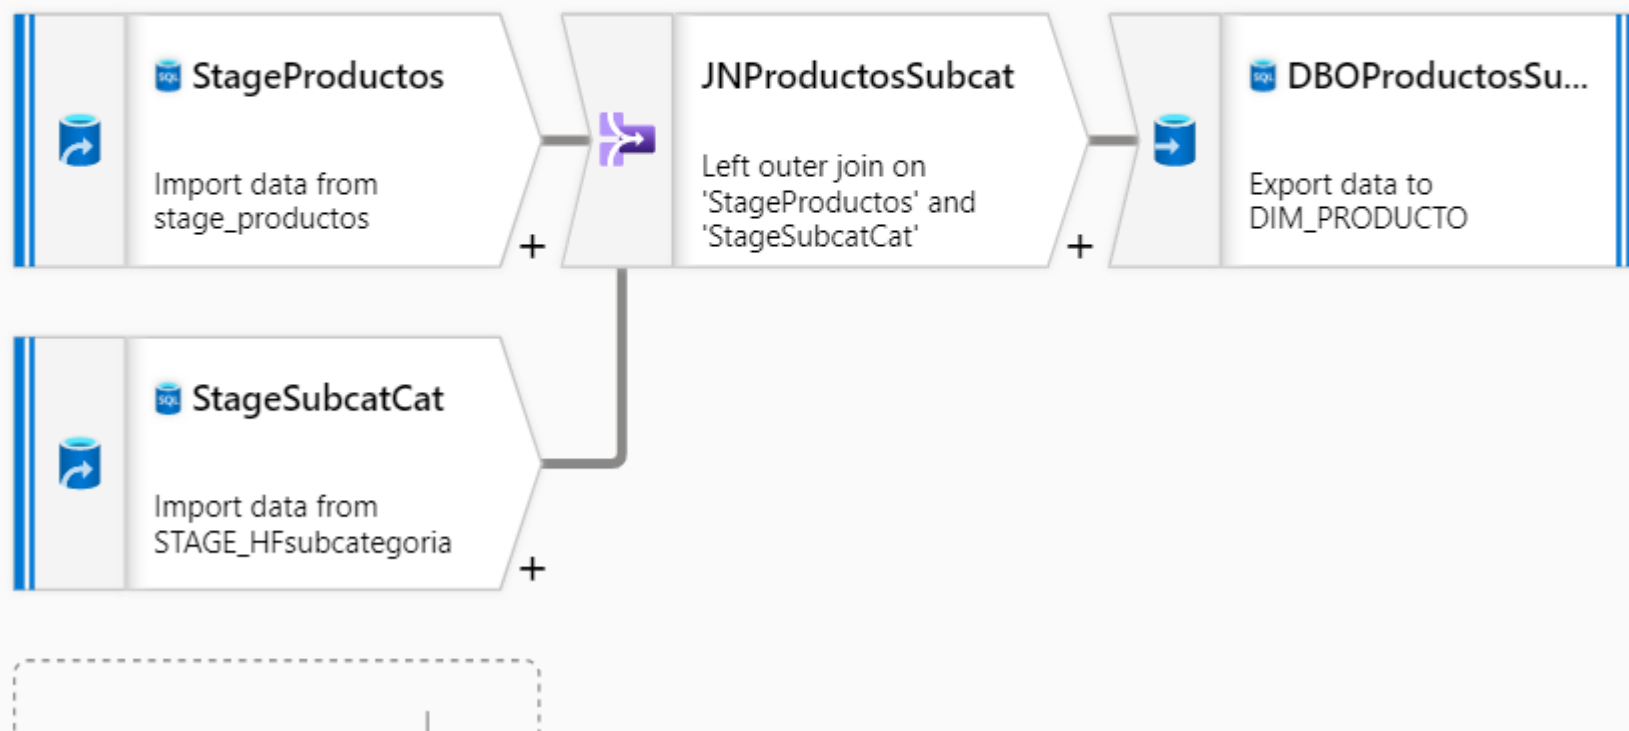 StageProductos
Import data from
stage_productos
+
JNProductosSubcat
Left outer join on
'StageProductos' and
'StageSubcatCat'
+
DBOProductosSu...
Export data to
DIM_PRODUCTO
StageSubcatCat
Import data from
STAGE_HFsubcategoria
+